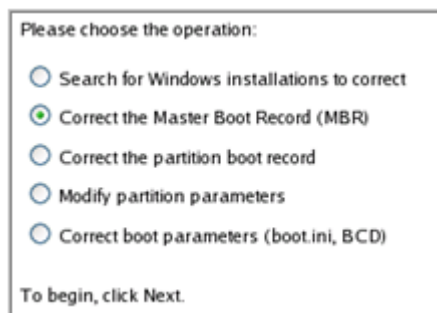 Please choose the operation:
Search for Windows installations to correct
Correct the Master Boot Record (MBR)
Correct the partition boot record
Modify partition parameters
Correct boot parameters (boot.ini, BCD)
To begin, click Next.